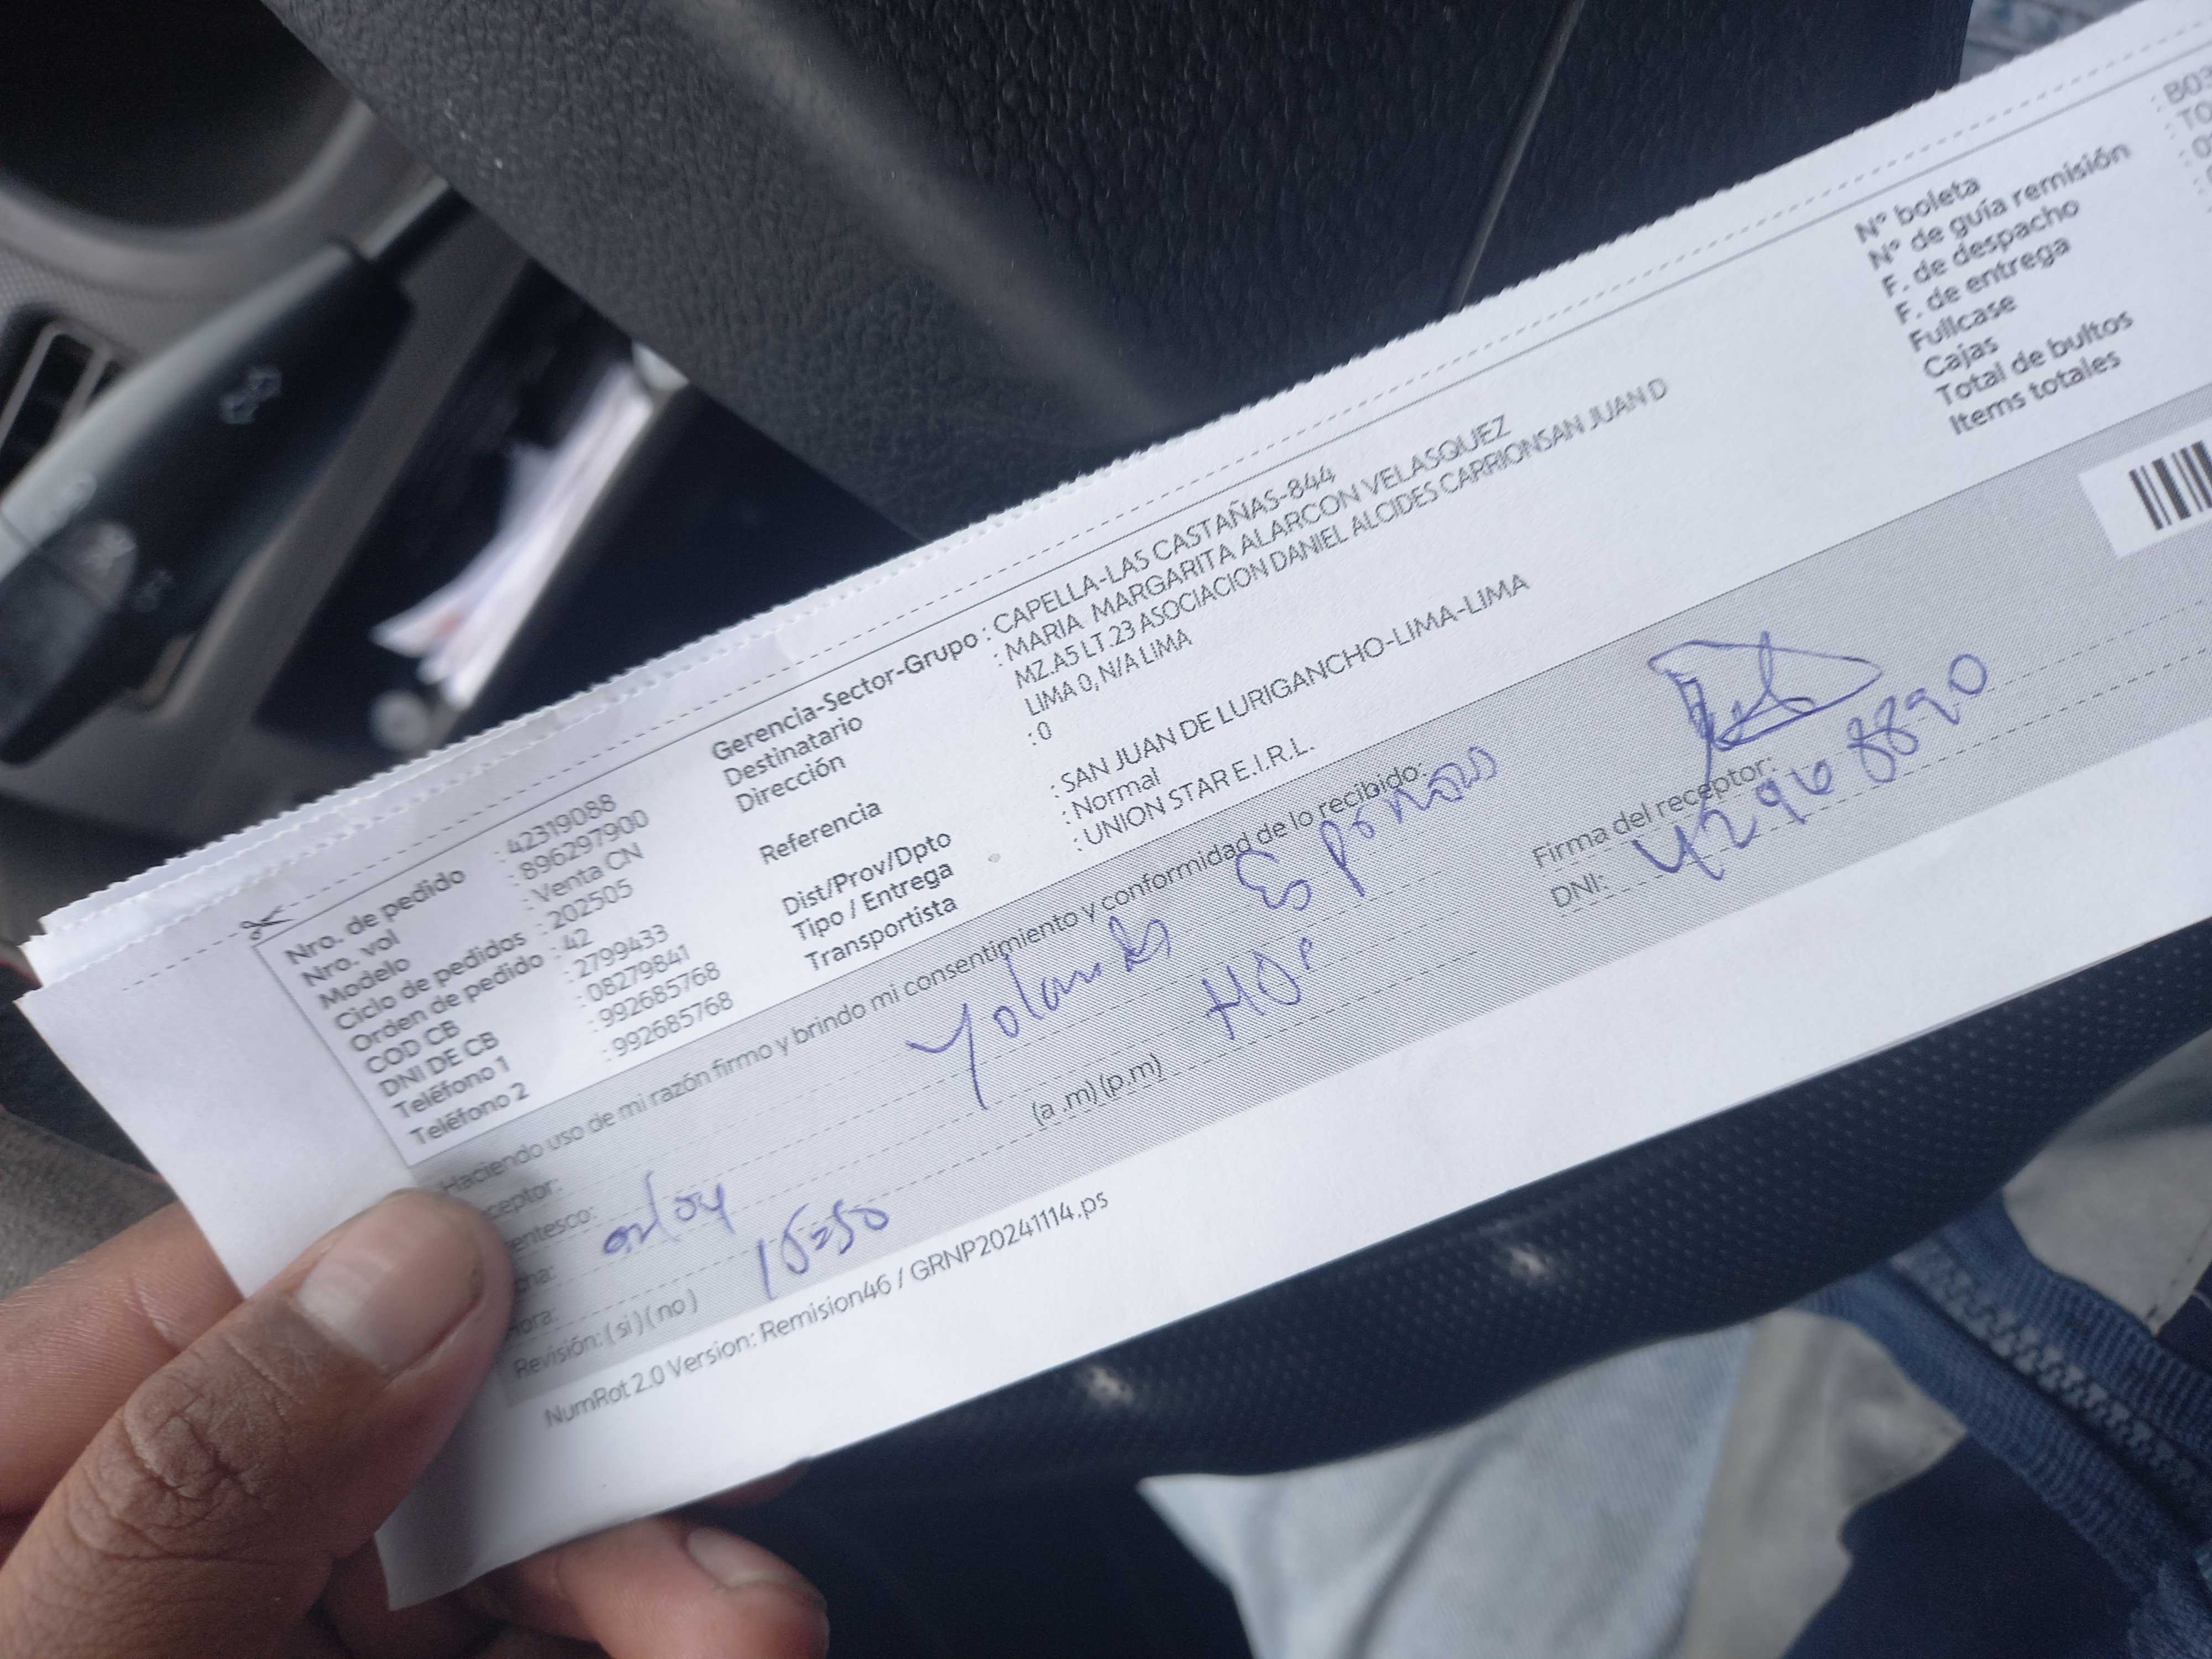 Nro. de pedido : 42319088
Nro. vol : 896297900
Modelo : Venta CN
Ciclo de pedidos : 202505
Orden de pedido : 42
COD CB : 2799433
DNI DE CB : 08279841
Teléfono 1 : 992685768
Teléfono 2 : 992685768
Gerencia-Sector-Grupo : CAPELLA-LAS CASTAÑAS-844
Destinatario : MARIA MARGARITA ALARCON VELASQUEZ
Dirección MZ.A5 LT.23 ASOCIACION DANIEL ALCIDES CARRIONSAN JUAN D
LIMA 0, N/A LIMA
Referencia : 0
Dist/Prov/Dpto : SAN JUAN DE LURIGANCHO-LIMA-LIMA
Tipo / Entrega : Normal
Transportista : UNION STAR E.I.R.L.
N° boleta : B03
N° de guía remisión
F. de despacho
F. de entrega
Fullcase
Cajas
Total de bultos
Items totales
Haciendo uso de mi razón firmo y brindo mi consentimiento y conformidad de lo recibido:
ceptor: Yolanda
entesco:
cha:
ora: 15:50 (a .m) (p.m)
Revisión: ( si ) ( no )
Firma del receptor:
DNI: 42968890
NumRot 2.0 Version: Remision46 / GRNP20241114.ps